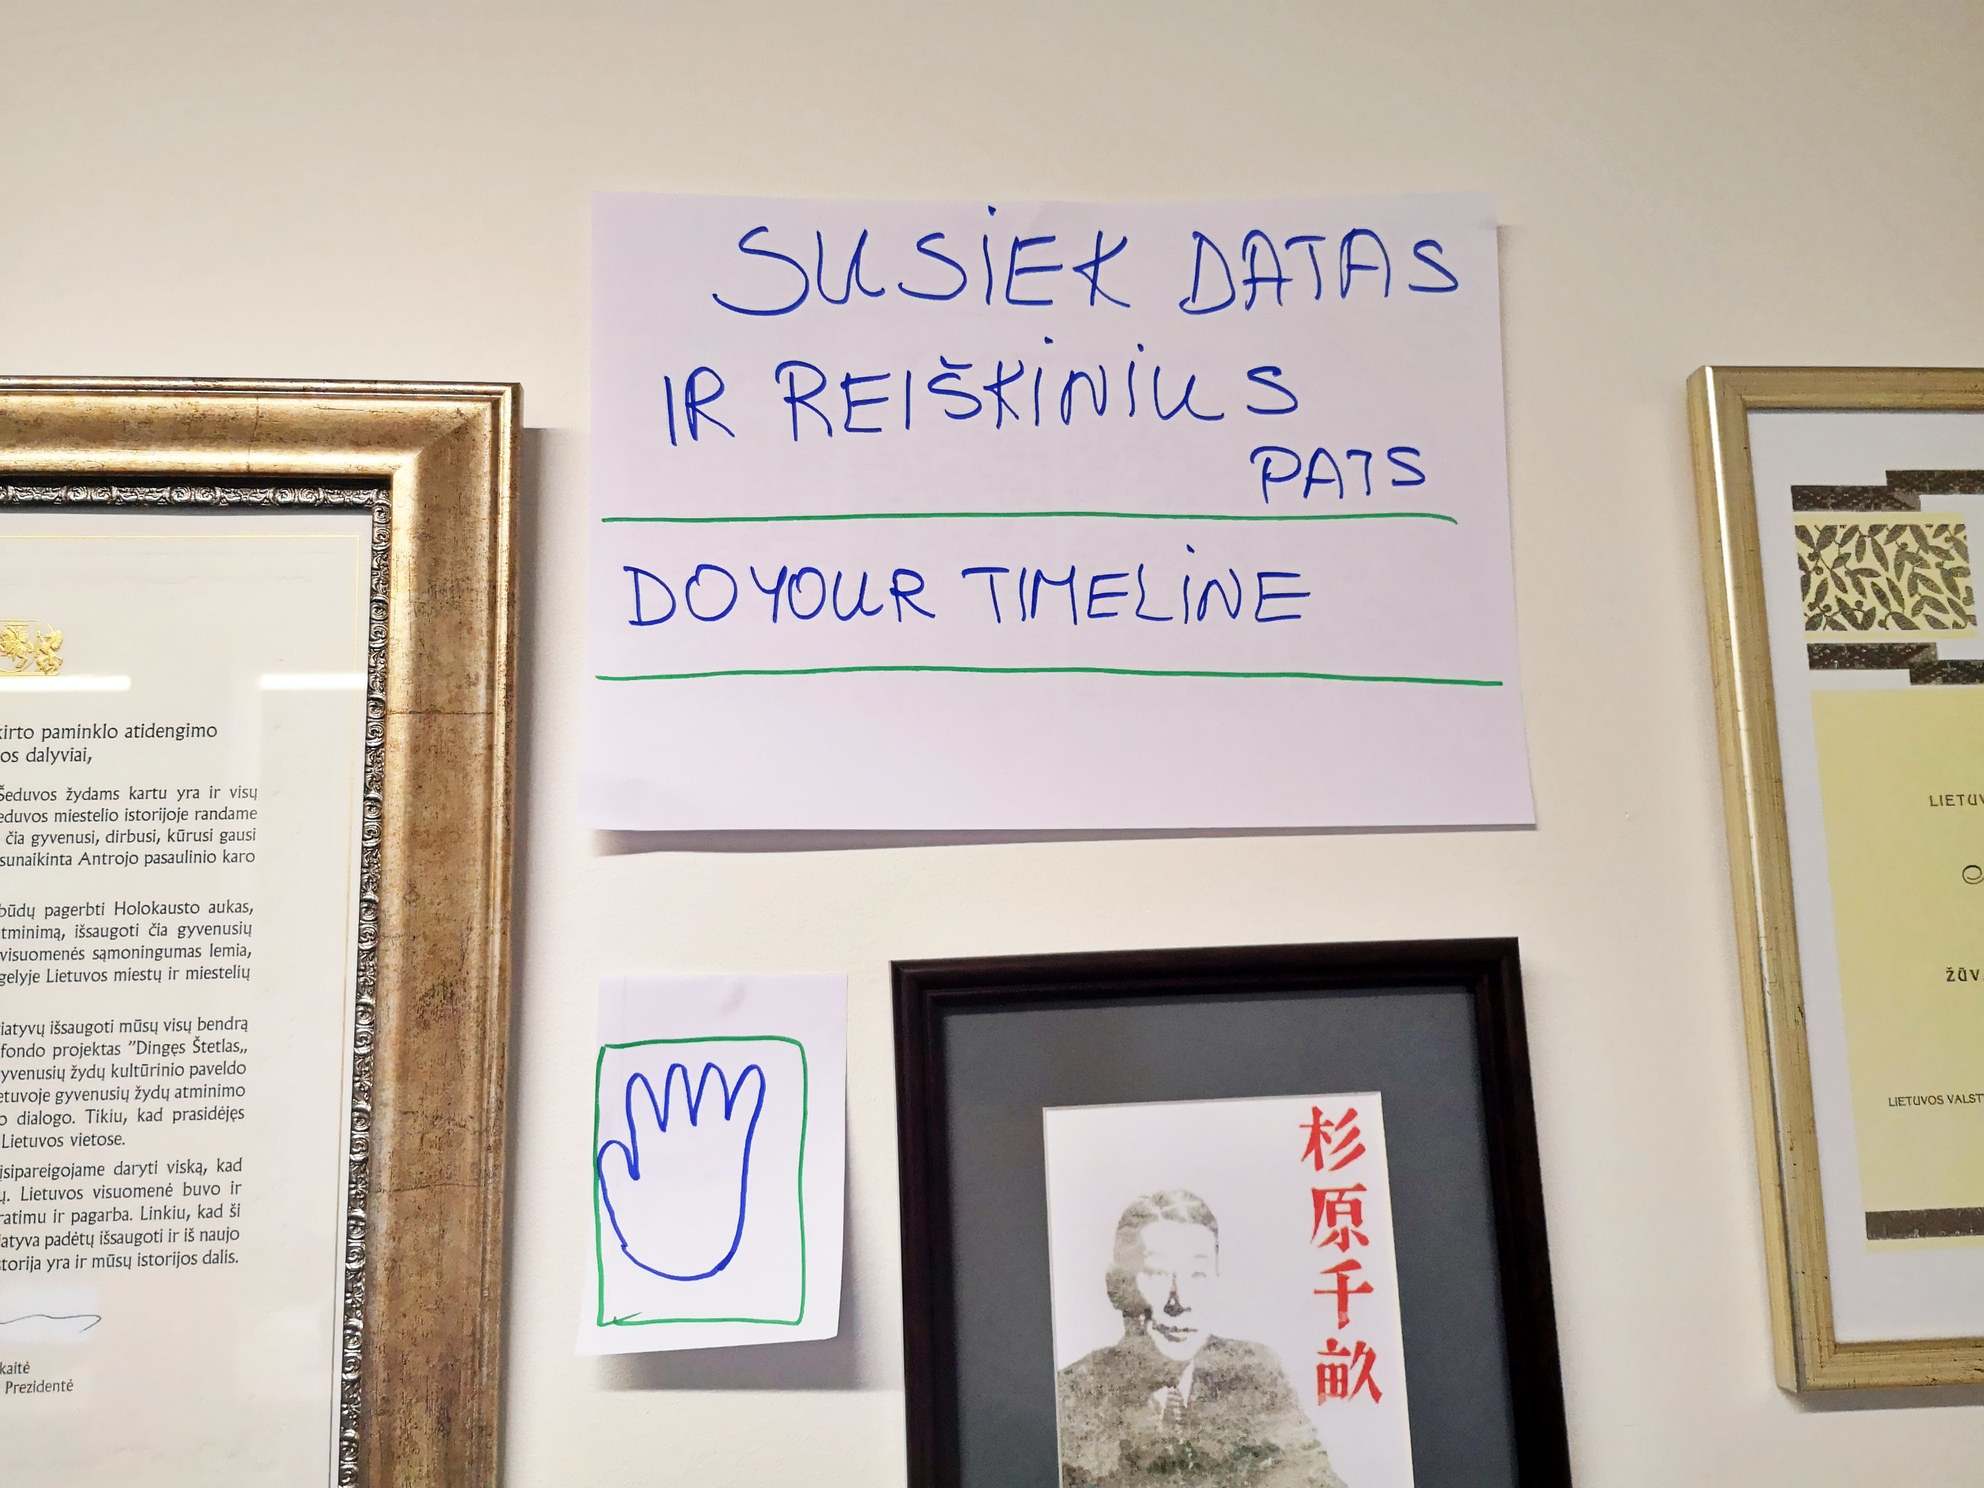 SUSIEK DATAS
IR REIŠKINIUS
PATS
DO YOUR TIMELINE
kirto paminklo atidengimo
os dalyviai,
Šeduvos žydams kartu yra ir visų
eduvos miestelio istorijoje randame
čia gyvenusi, dirbusi, kūrusi gausi
sunaikinta Antrojo pasaulinio karo
būdų pagerbti Holokausto aukas,
tminimą, išsaugoti čia gyvenusių
visuomenės sąmoningumas lemia,
gelyje Lietuvos miestų ir miestelių
iatyvų išsaugoti mūsų visų bendrą
fondo projektas "Dingęs Štetlas„
yvenusių žydų kultūrinio paveldo
etuvoje gyvenusių žydų atminimo
o dialogo. Tikiu, kad prasidėjęs
Lietuvos vietose.
įsipareigojame daryti viską, kad
ų. Lietuvos visuomenė buvo ir
ratimu ir pagarba. Linkiu, kad ši
iatyva padėtų išsaugoti ir iš naujo
storija yra ir mūsų istorijos dalis.
kaitė
Prezidentė
杉原千畝
LIETUV
ŽŪV
LIETUVOS VALST